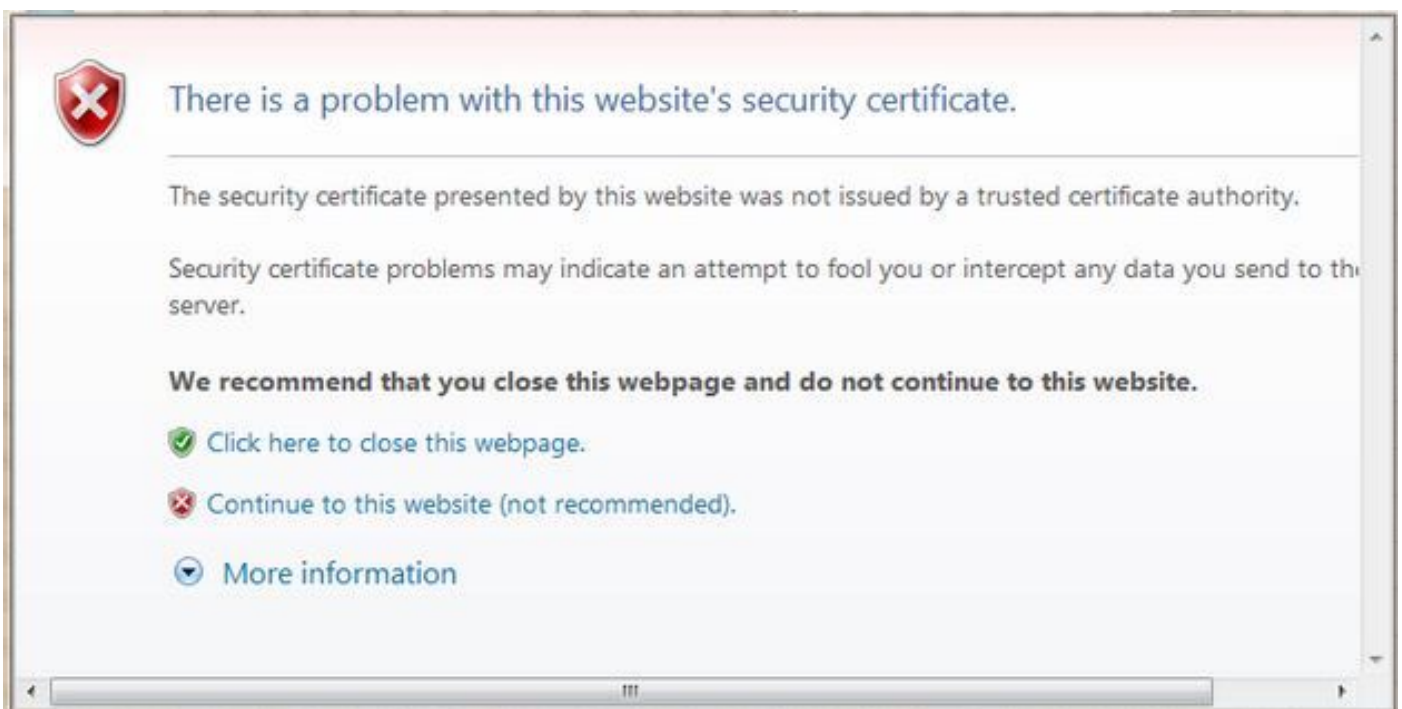 There is a problem with this website's security certificate.
The security certificate presented by this website was not issued by a trusted certificate authority.
Security certificate problems may indicate an attempt to fool you or intercept any data you send to the
server.
We recommend that you close this webpage and do not continue to this website.
Click here to close this webpage.
Continue to this website (not recommended).
More information